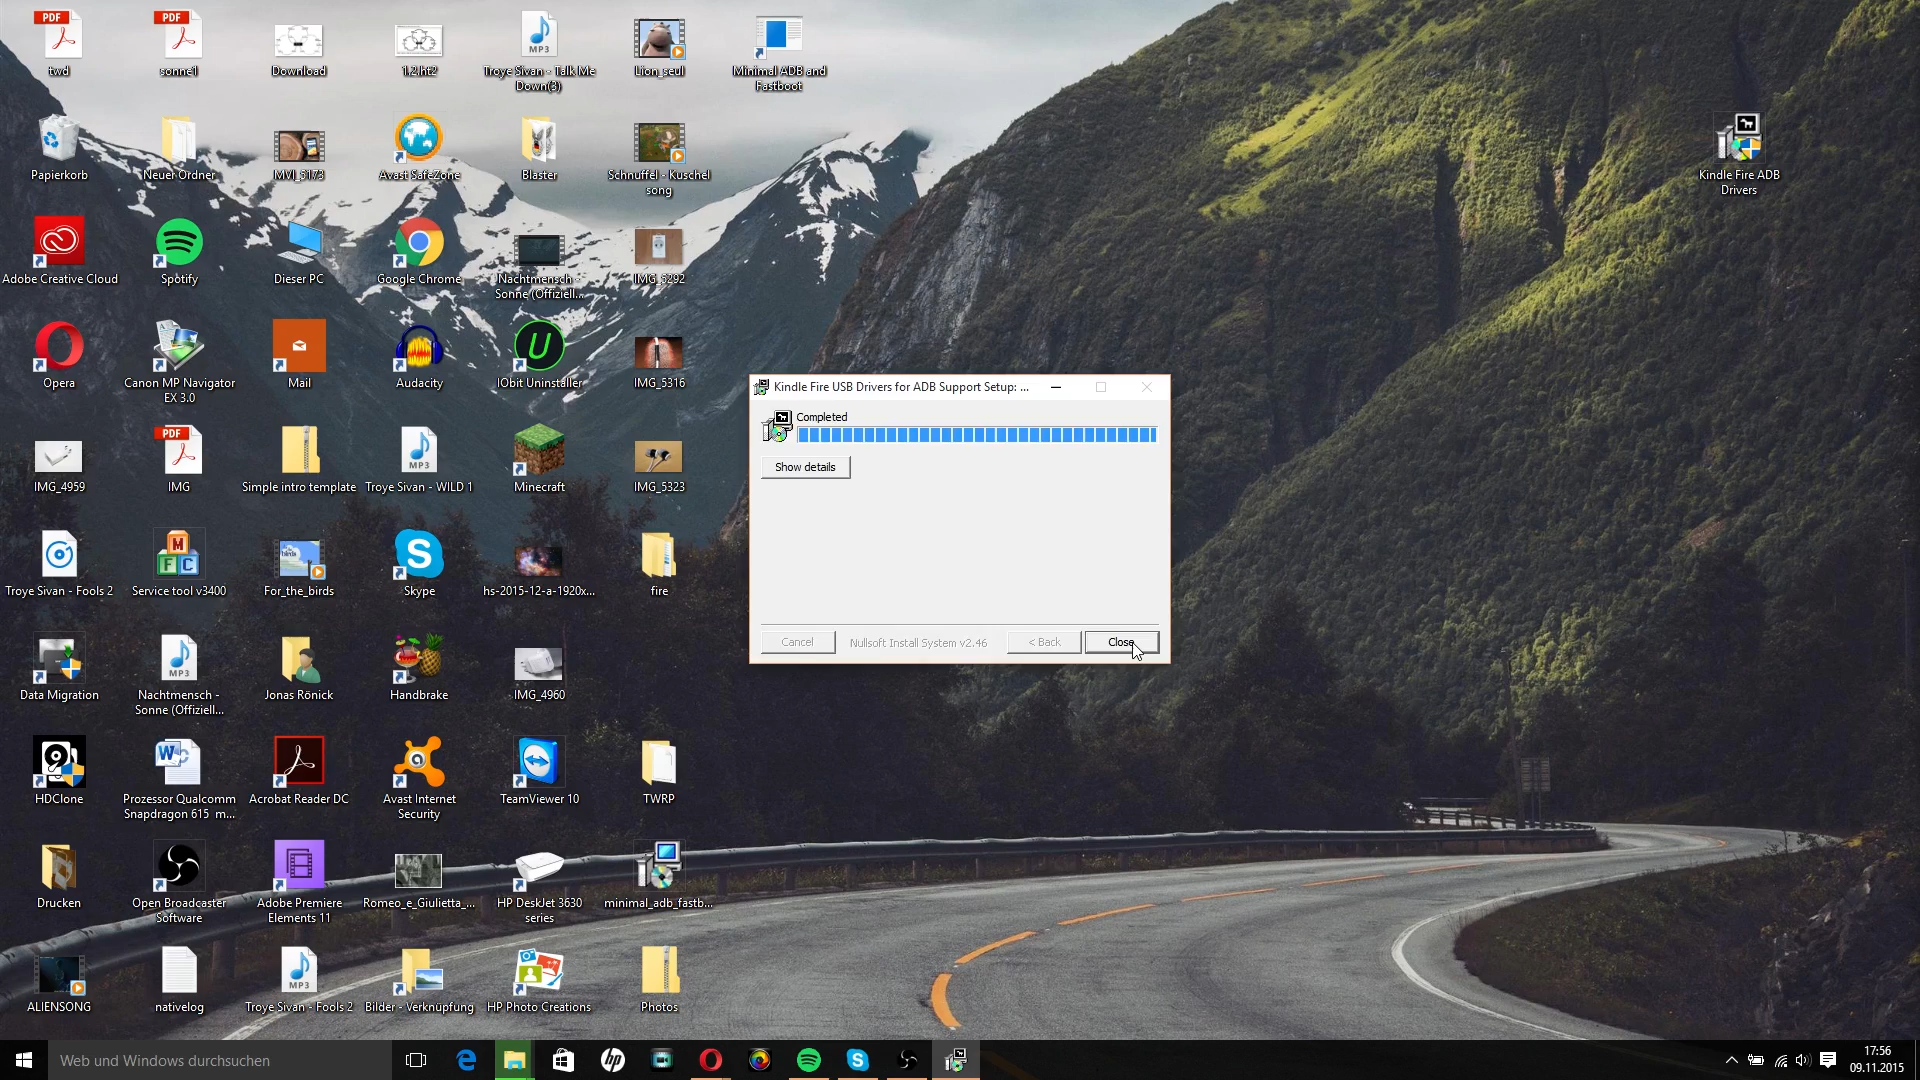 twd
sonne1
Download
1.2.ht2
Troye Sivan - Talk Me
Down(3)
Lion_seul
Minimal ADB and
Fastboot
Papierkorb
Neuer Ordner
MVI_5173
Avast SafeZone
Blaster
Schnuffel - Kuschel
song
Kindle Fire ADB
Drivers
Adobe Creative Cloud
Spotify
Dieser PC
Google Chrome
Nachtmensch -
Sonne (Offiziell...
IMG_5292
Opera
Canon MP Navigator
EX 3.0
Mail
Audacity
IObit Uninstaller
IMG_5316
Kindle Fire USB Drivers for ADB Support Setup: ...
Completed
Show details
Cancel
Nullsoft Install System v2.46
< Back
Close
IMG_4959
IMG
Simple intro template
Troye Sivan - WILD 1
Minecraft
IMG_5323
Troye Sivan - Fools 2
Service tool v3400
For_the_birds
Skype
hs-2015-12-a-1920x...
fire
Data Migration
Nachtmensch -
Sonne (Offiziell...
Jonas Rönick
Handbrake
IMG_4960
HDClone
Prozessor Qualcomm
Snapdragon 615 m...
Acrobat Reader DC
Avast Internet
Security
TeamViewer 10
TWRP
Drucken
Open Broadcaster
Software
Adobe Premiere
Elements 11
Romeo_e_Giulietta_...
HP DeskJet 3630
series
minimal_adb_fastb...
ALIENSONG
nativelog
Troye Sivan - Fools 2
Bilder - Verknüpfung
HP Photo Creations
Photos
Web und Windows durchsuchen
17:56
09.11.2015